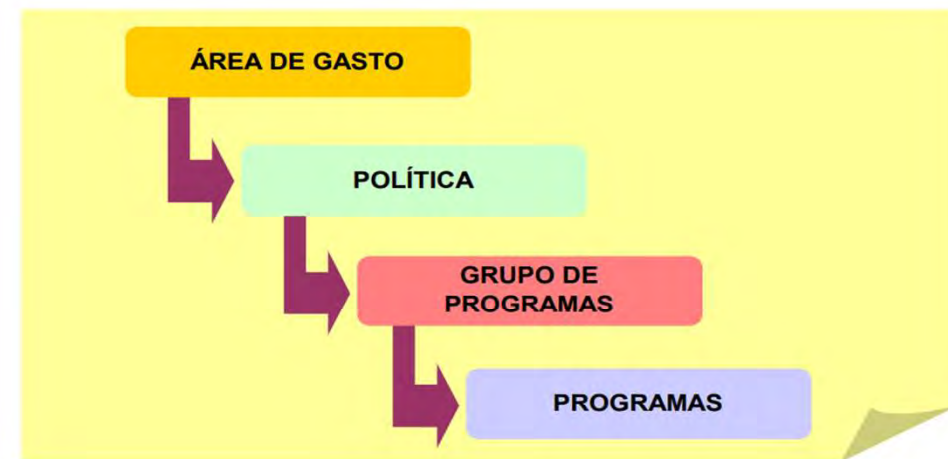 ÁREA DE GASTO
POLÍTICA
GRUPO DE
PROGRAMAS
PROGRAMAS